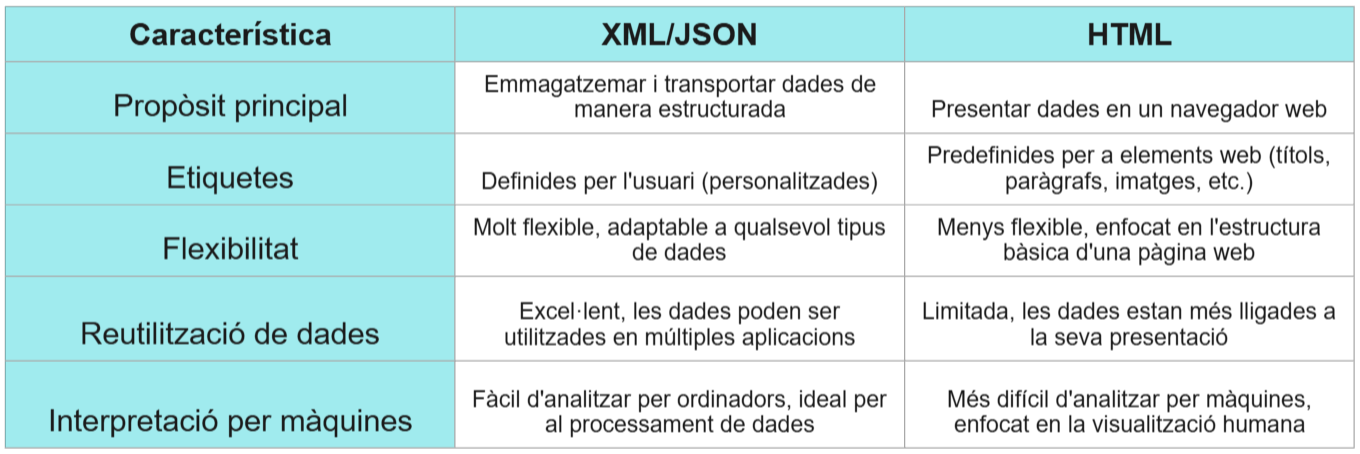 Característica
XML/JSON
HTML
Propòsit principal
Emmagatzemar i transportar dades de
manera estructurada
Presentar dades en un navegador web
Etiquetes
Definides per l'usuari (personalitzades)
Predefinides per a elements web (títols,
paràgrafs, imatges, etc.)
Flexibilitat
Molt flexible, adaptable a qualsevol tipus
de dades
Menys flexible, enfocat en l'estructura
bàsica d'una pàgina web
Reutilització de dades
Excel·lent, les dades poden ser
utilitzades en múltiples aplicacions
Limitada, les dades estan més lligades a
la seva presentació
Interpretació per màquines
Fàcil d'analitzar per ordinadors, ideal per
al processament de dades
Més difícil d'analitzar per màquines,
enfocat en la visualització humana